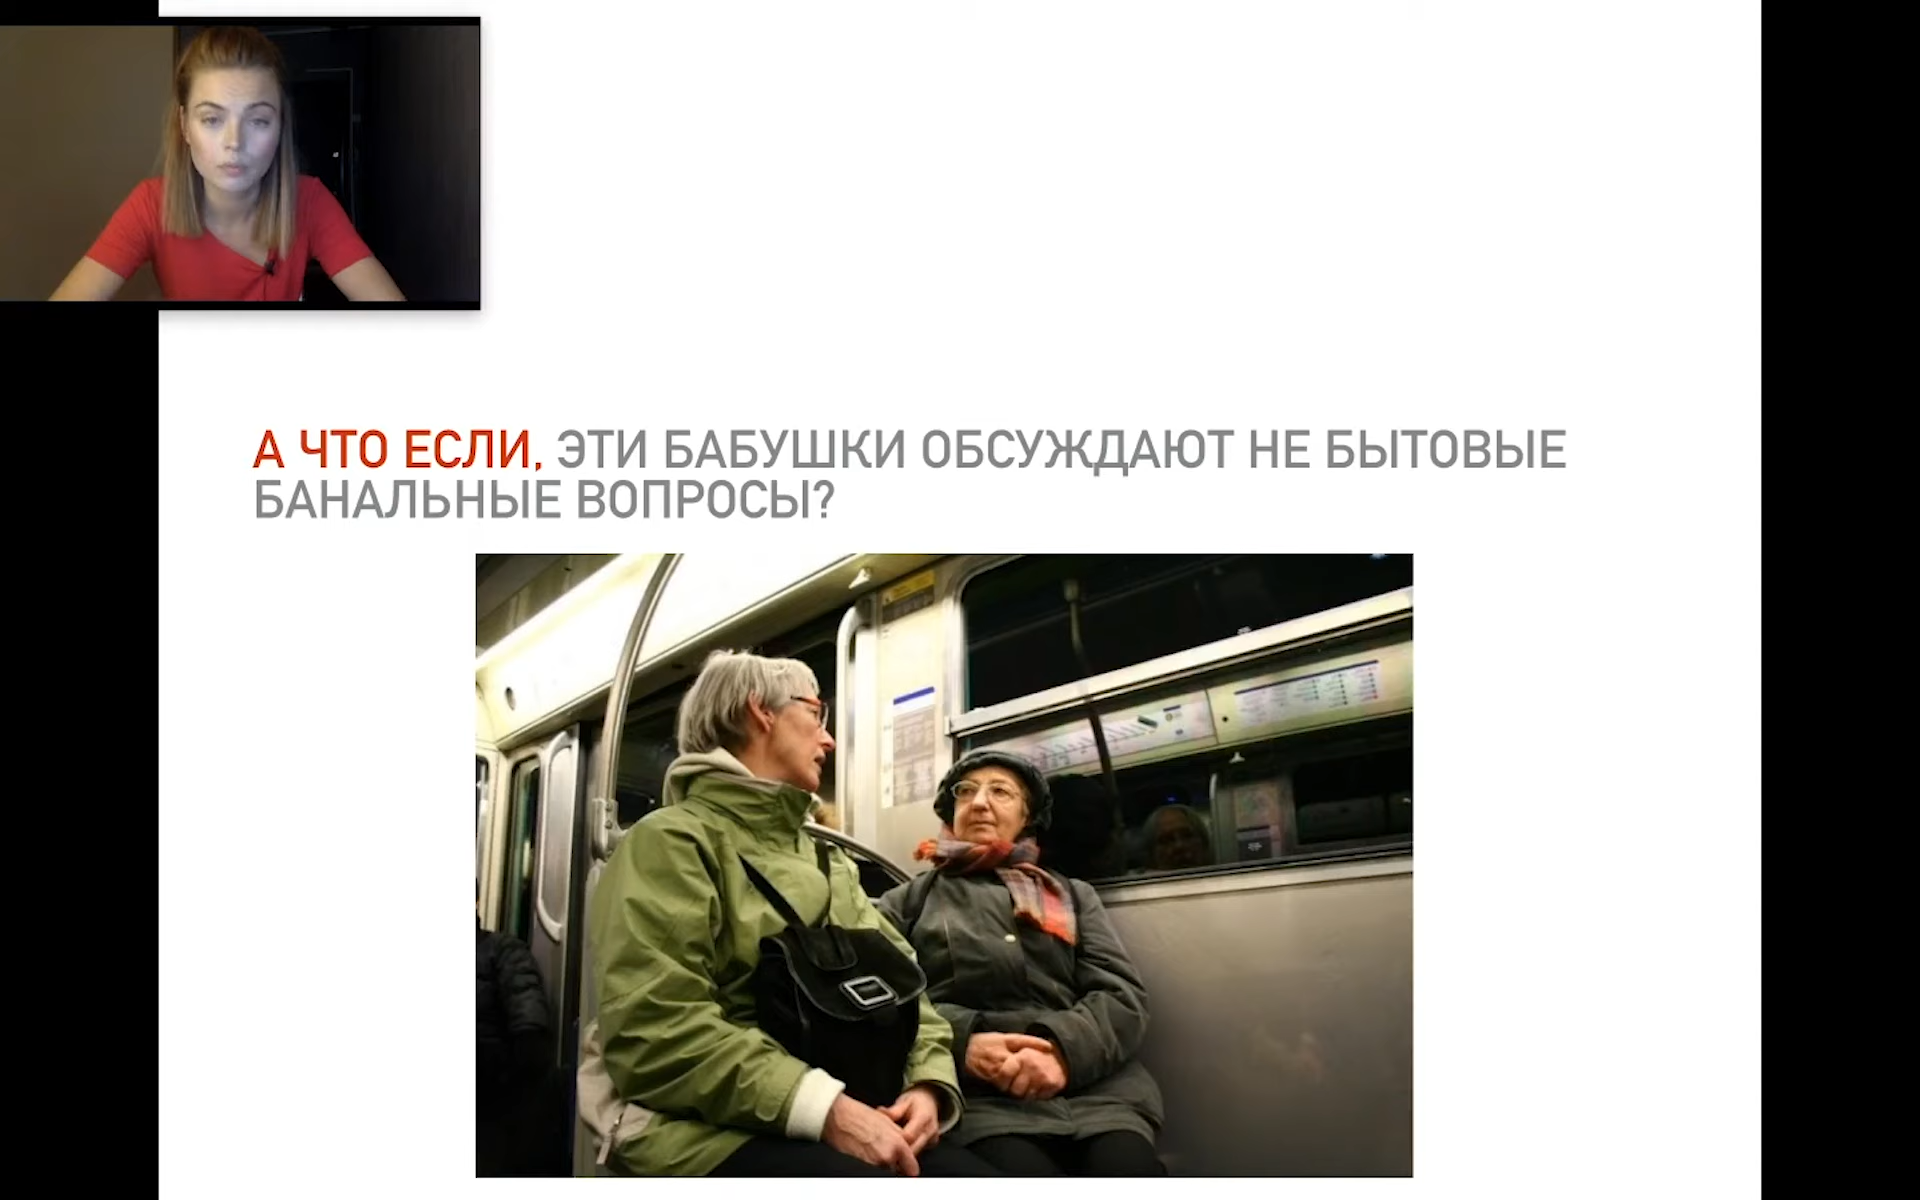 А ЧТО ЕСЛИ, ЭТИ БАБУШКИ ОБСУЖДАЮТ НЕ БЫТОВЫЕ
БАНАЛЬНЫЕ ВОПРОСЫ?